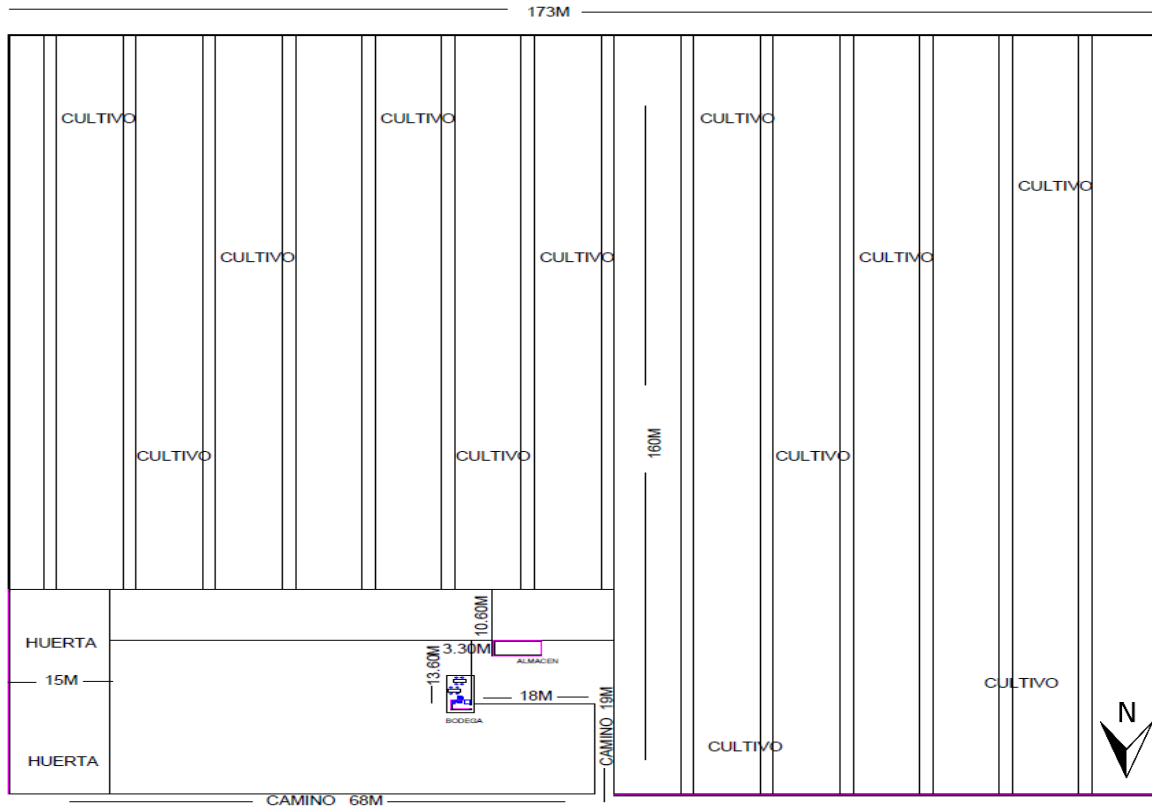 173M
CULTIVO
CULTIVO
CULTIVO
CULTIVO
CULTIVO
CULTIVO
CULTIVO
160M
CULTIVO
CULTIVO
CULTIVO
10.60M
HUERTA
3.30M
ALMACEN
13.60M
15M
CULTIVO
18M
CAMINO 19M
N
BODEGA
CULTIVO
HUERTA
CAMINO 68M